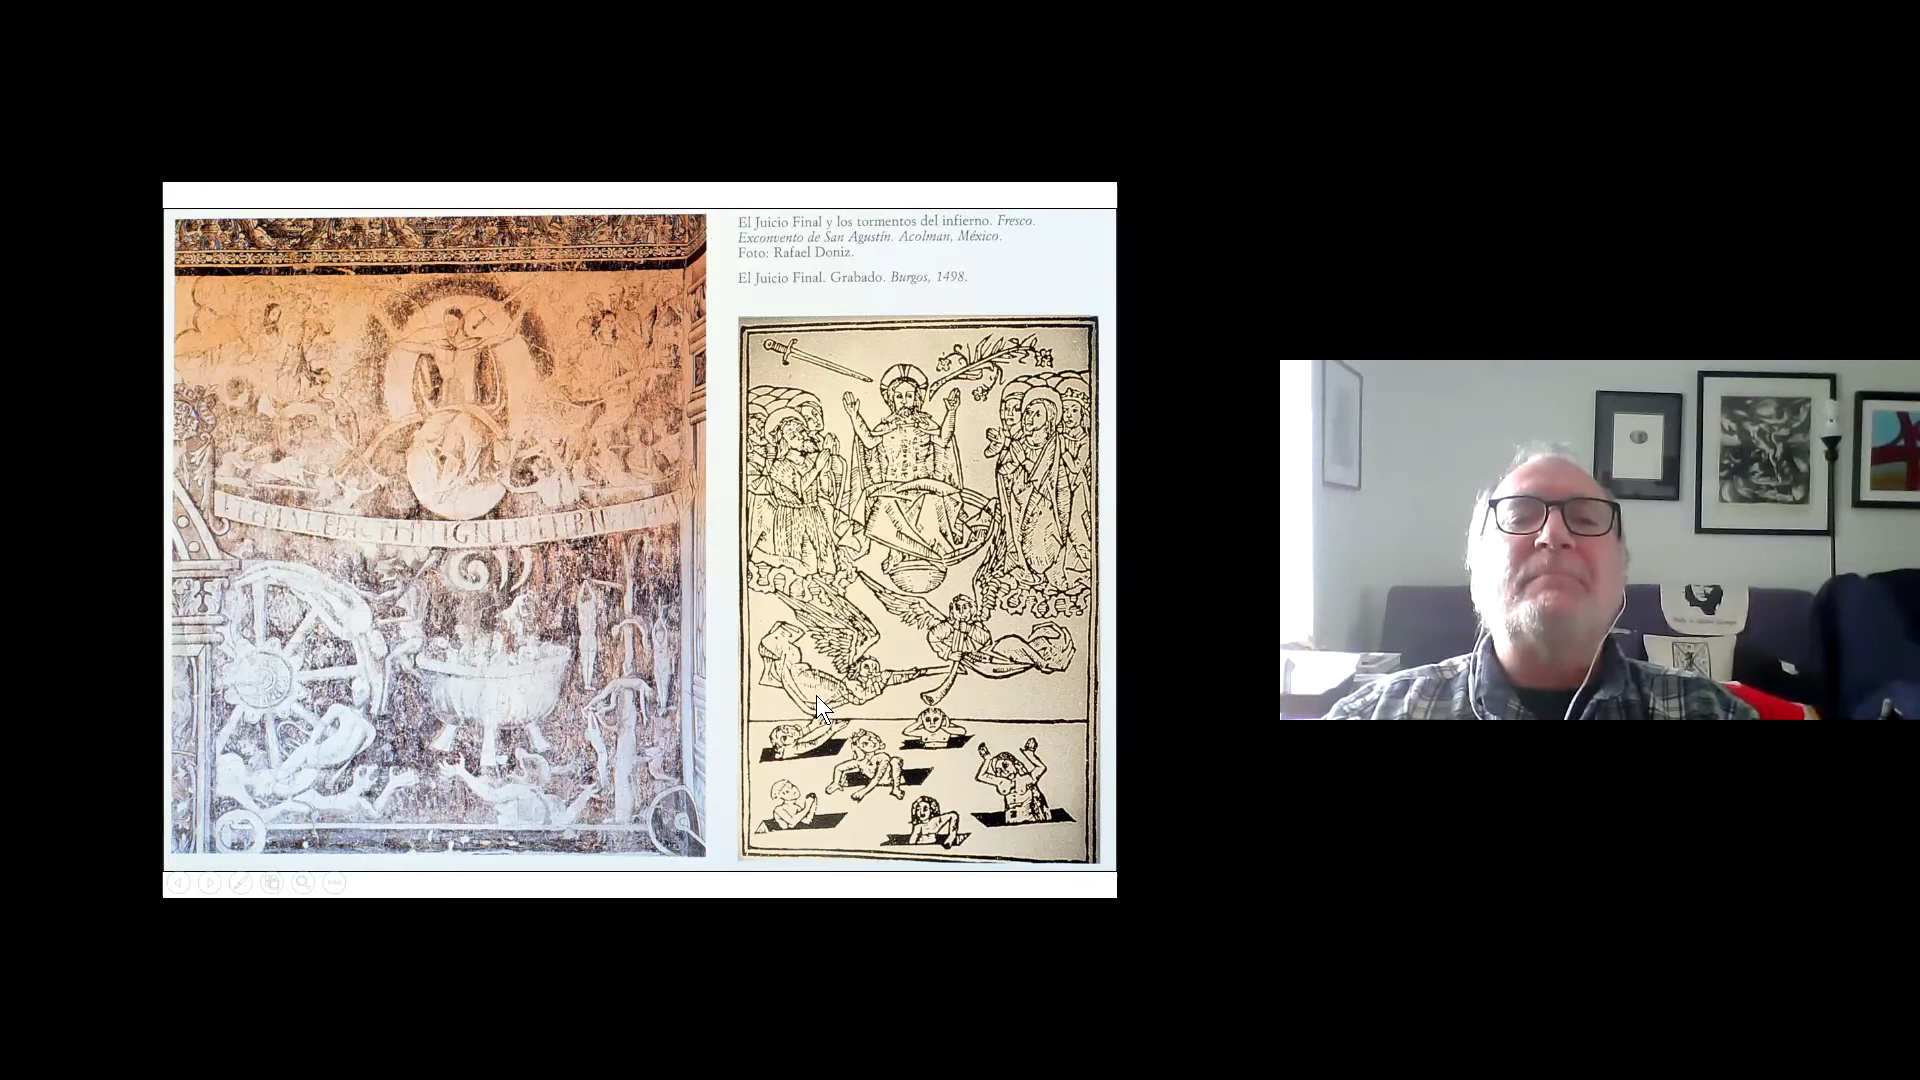 El Juicio Final y los tormentos del infierno. Fresco.
Exconvento de San Agustín. Acolman, México.
Foto: Rafael Doniz.
El Juicio Final. Grabado. Burgos, 1498.